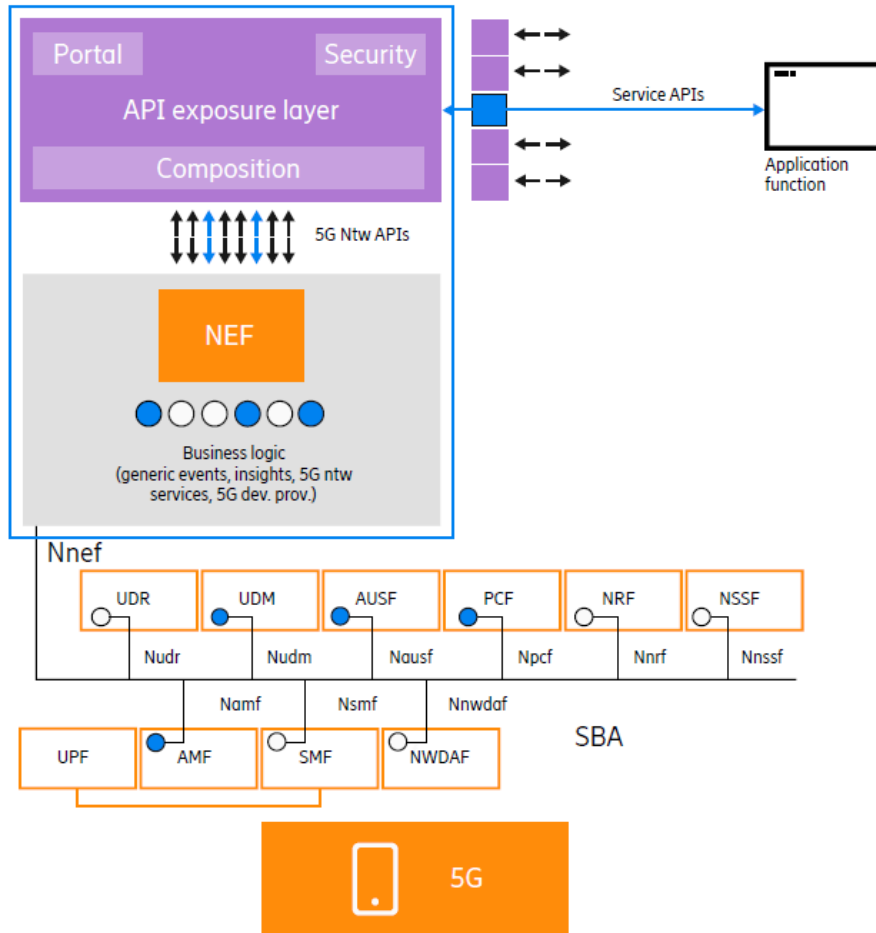 Portal
Security
API exposure layer
Composition
Service APIs
Application
function
5G Ntw APIs
NEF
Business logic
(generic events, insights, 5G ntw
services, 5G dev. prov.)
Nnef
UDR
UDM
AUSF
PCF
NRF
NSSF
Nudr
Nudm
Nausf
Npcf
Nnrf
Nnssf
Namf
Nsmf
Nnwdaf
SBA
UPF
AMF
SMF
NWDAF
5G